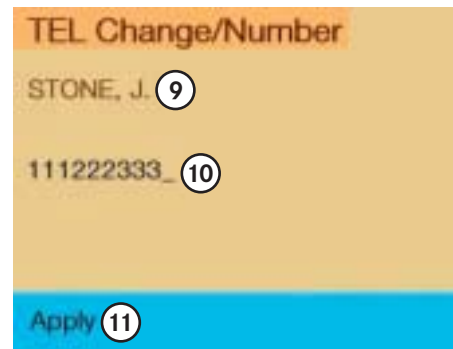 TEL Change/Number
STONE, J. 9
111222333_ 10
Apply 11